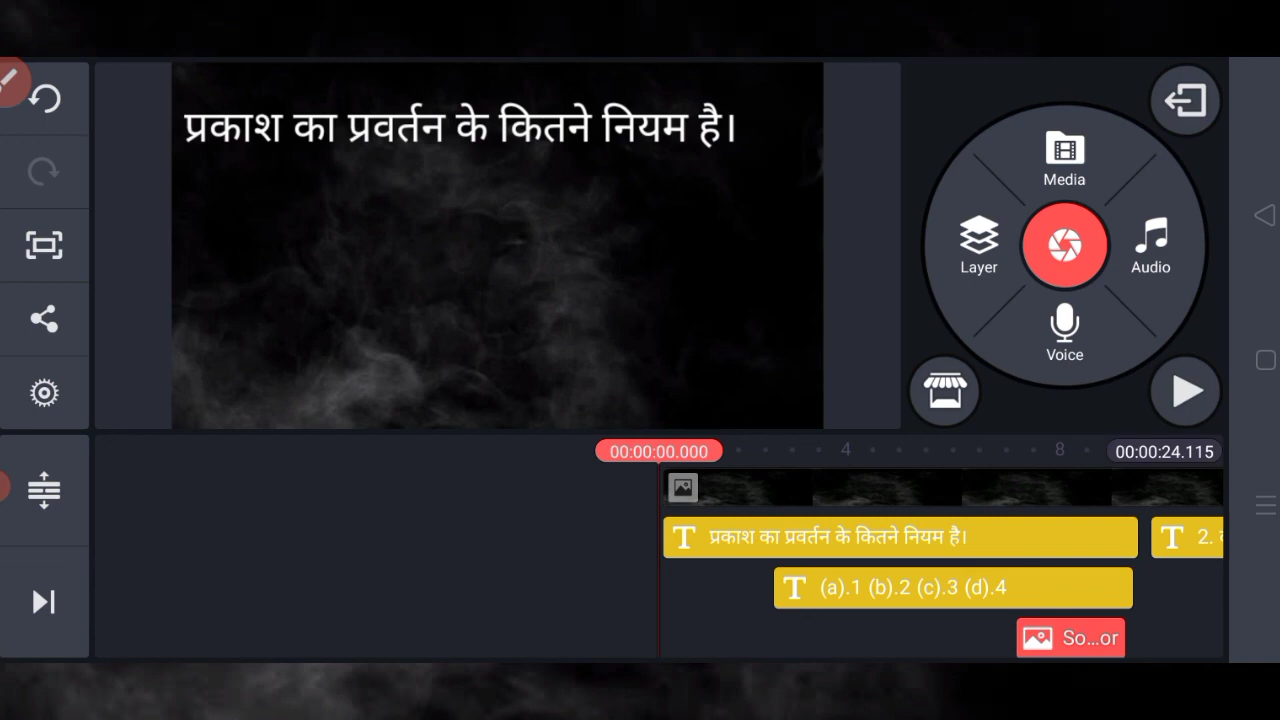 प्रकाश का प्रवर्तन के कितने नियम है।
Media
Layer
Audio
Voice
00:00:00.000
4
8
00:00:24.115
प्रकाश का प्रवर्तन के कितने नियम है।
2.
(a).1 (b).2 (c).3 (d).4
So...or